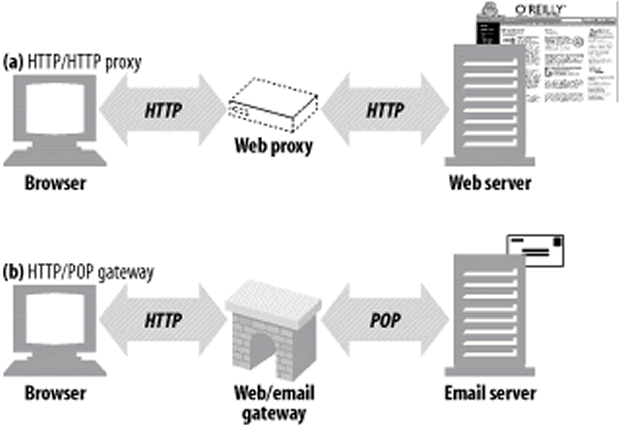 O'REILLY
(a) HTTP/HTTP proxy
HTTP
HTTP
Web proxy
Browser
Web server
(b) HTTP/POP gateway
HTTP
POP
Browser
Web/email
gateway
Email server